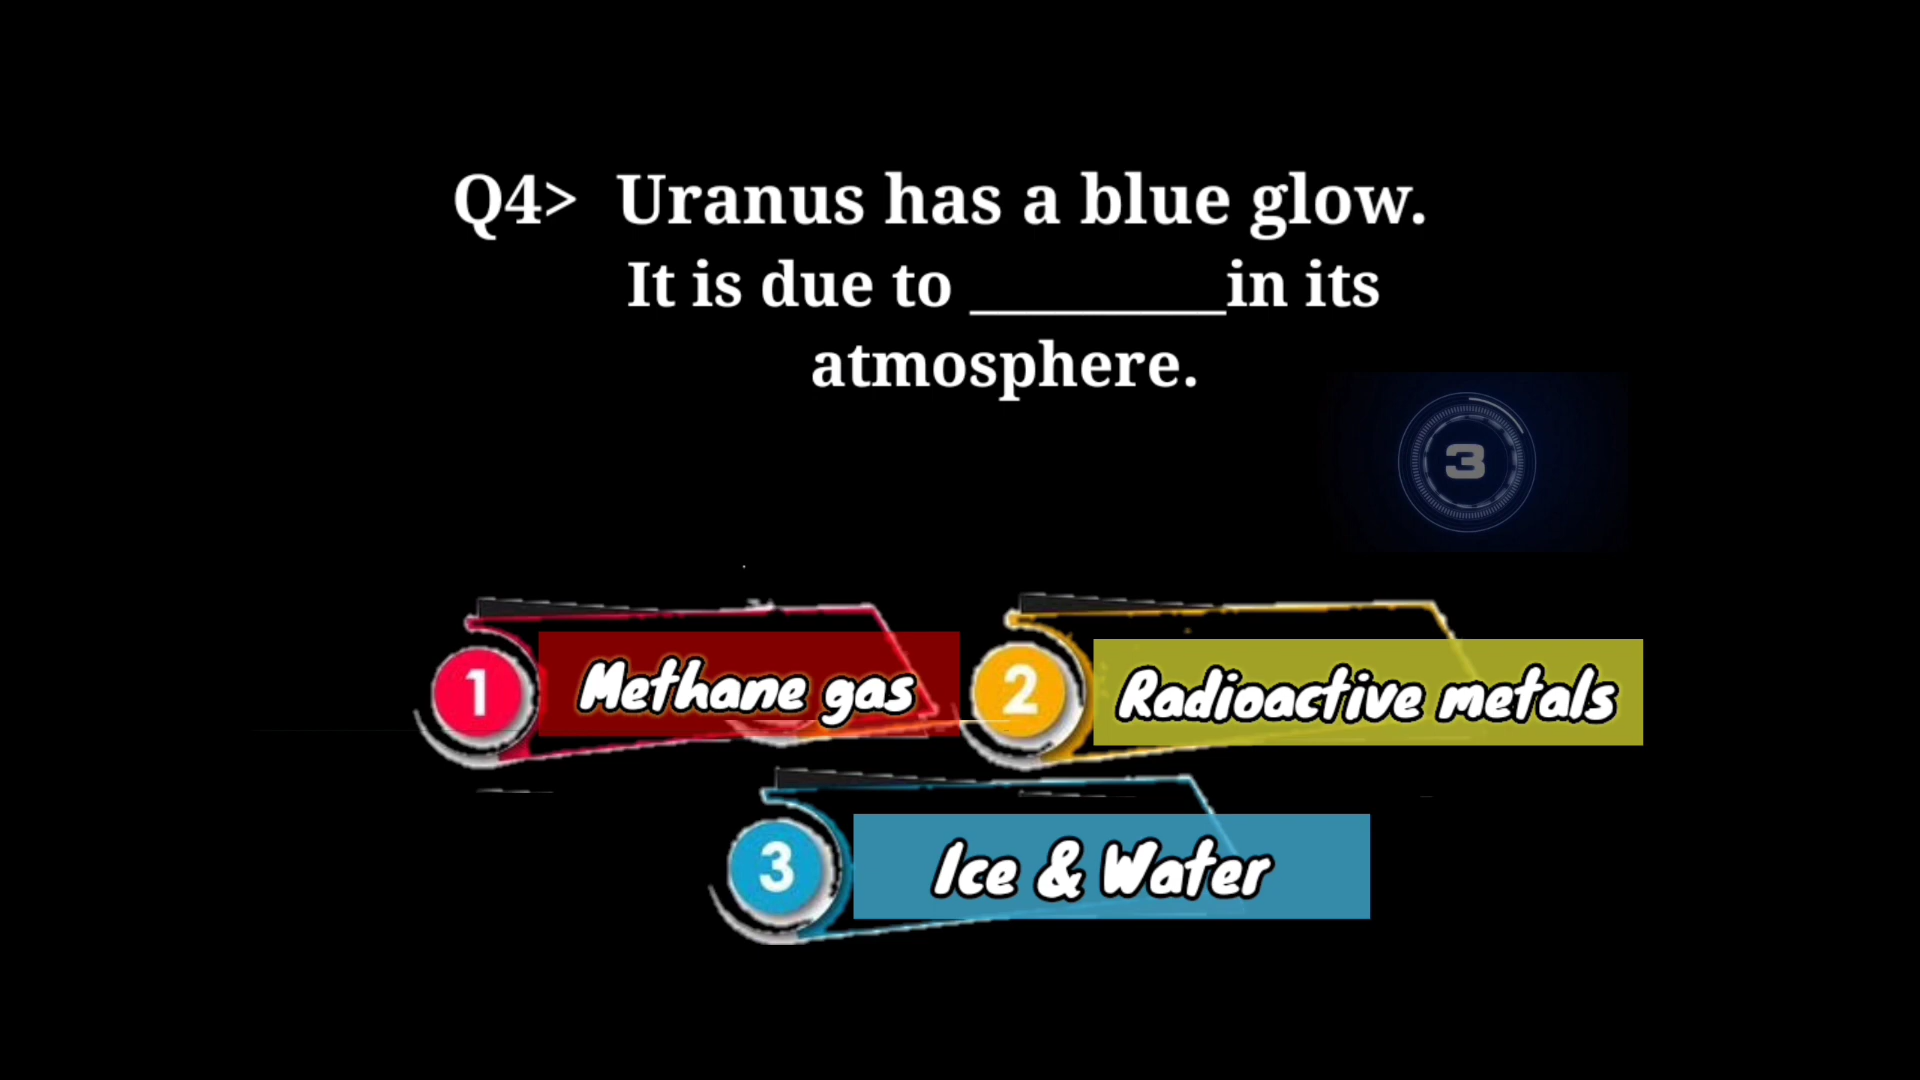 Q4> Uranus has a blue glow.
It is due to ________in its
atmosphere.
3
1 Methane gas
2 Radioactive metals
3 Ice & Water